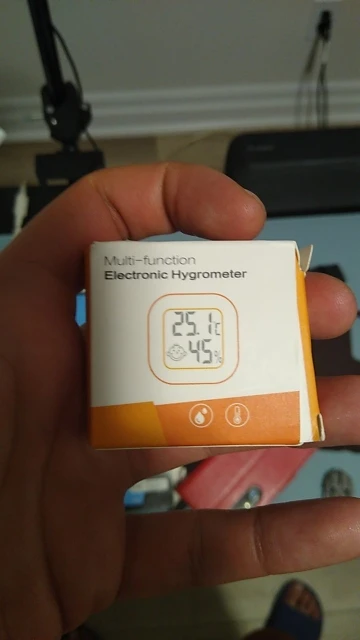 Multi-function
Electronic Hygrometer
25.1℃
45%